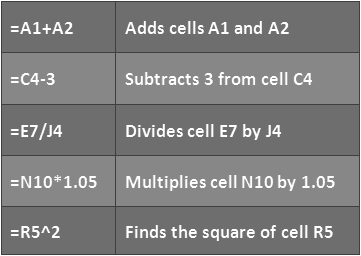 =A1+A2 Adds cells A1 and A2
=C4-3 Subtracts 3 from cell C4
=E7/J4 Divides cell E7 by J4
=N10*1.05 Multiplies cell N10 by 1.05
=R5^2 Finds the square of cell R5